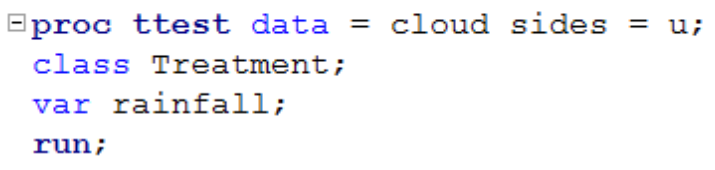 proc ttest data = cloud sides = u;
class Treatment;
var rainfall;
run;